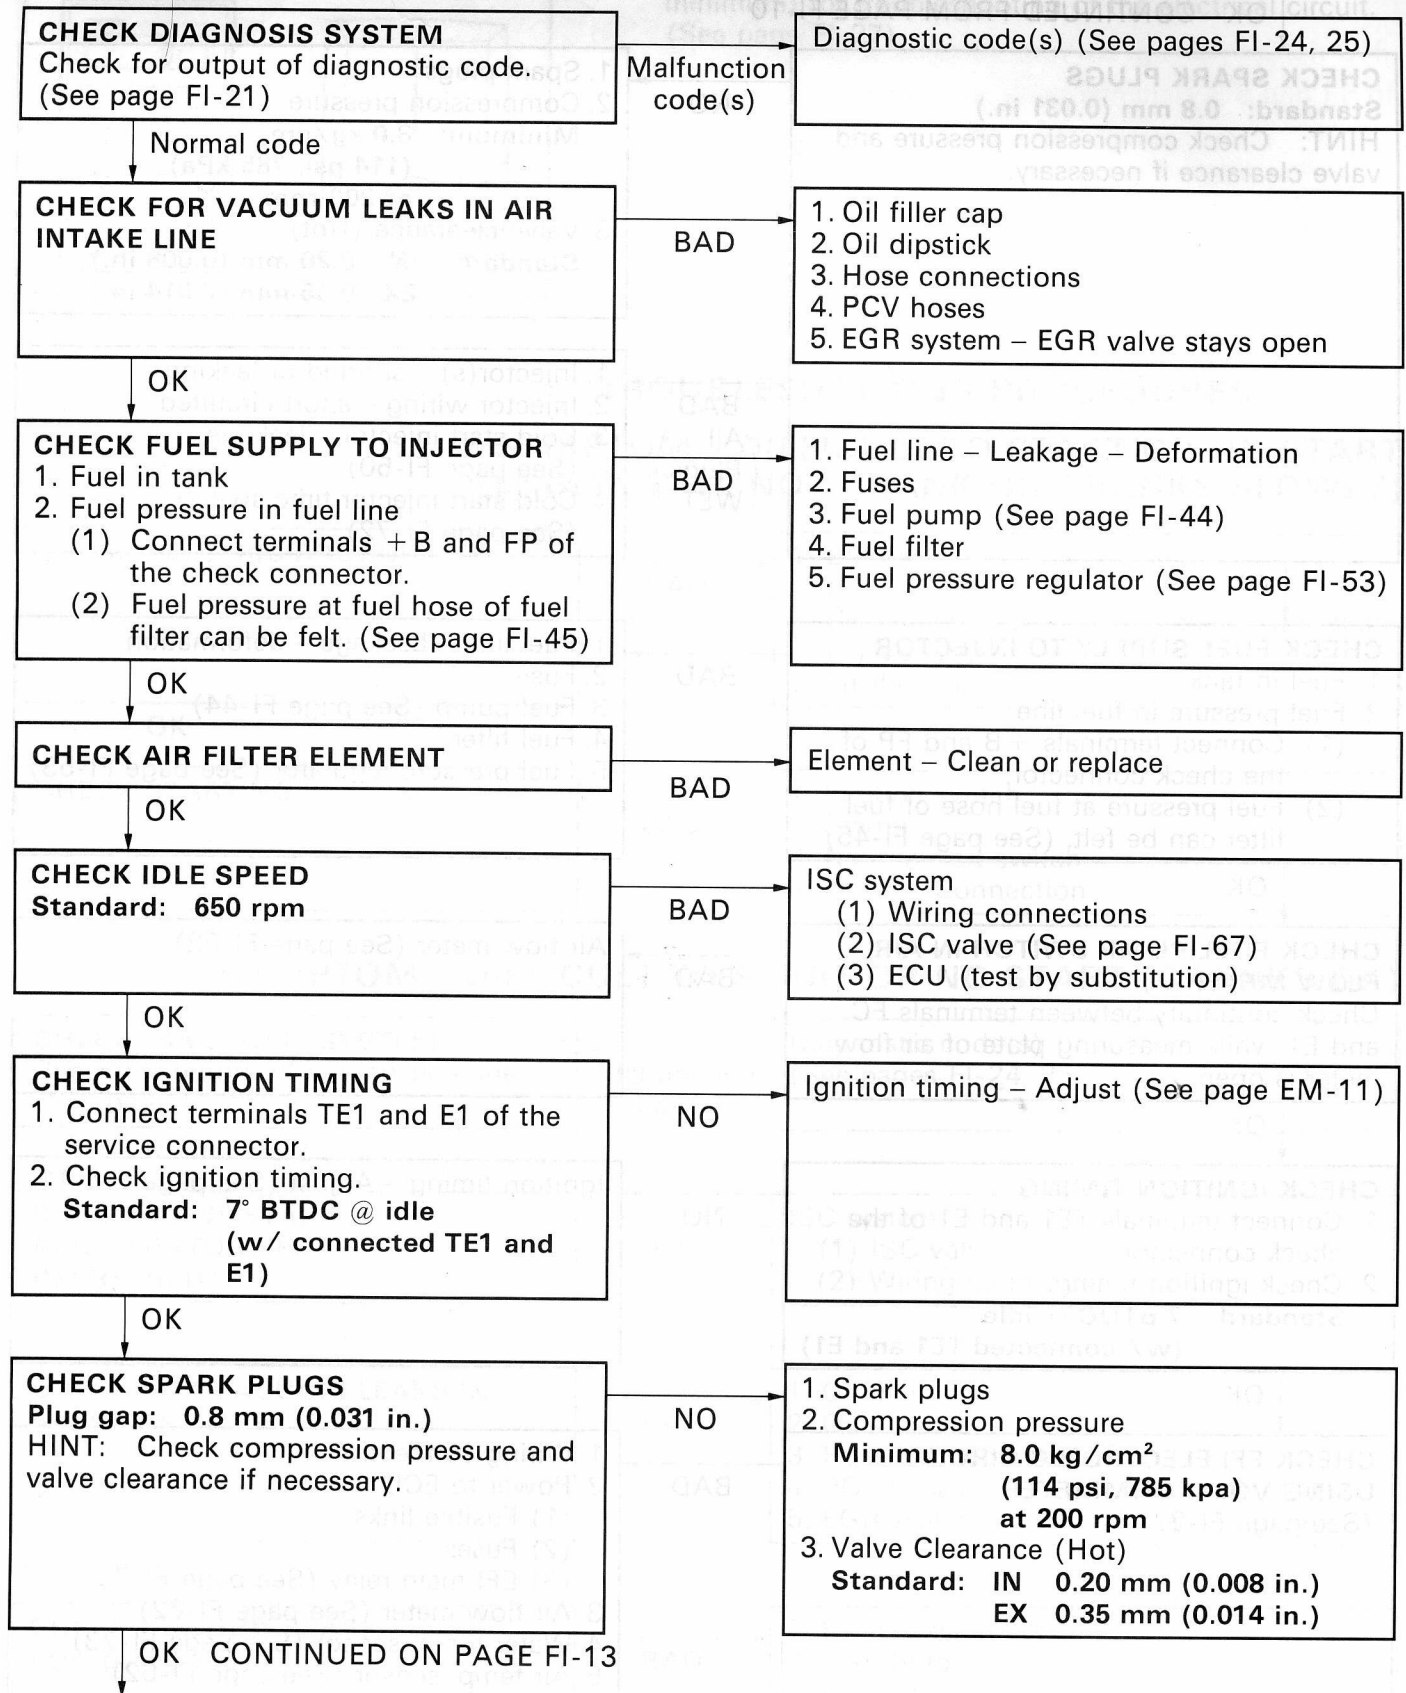 CHECK DIAGNOSIS SYSTEM
Check for output of diagnostic code.
(See page FI-21)
Malfunction
code(s)
Diagnostic code(s) (See pages FI-24, 25)
Normal code
CHECK FOR VACUUM LEAKS IN AIR
INTAKE LINE
BAD
1. Oil filler cap
2. Oil dipstick
3. Hose connections
4. PCV hoses
5. EGR system – EGR valve stays open
OK
CHECK FUEL SUPPLY TO INJECTOR
1. Fuel in tank
2. Fuel pressure in fuel line
(1) Connect terminals +B and FP of
the check connector.
(2) Fuel pressure at fuel hose of fuel
filter can be felt. (See page FI-45)
BAD
1. Fuel line – Leakage – Deformation
2. Fuses
3. Fuel pump (See page FI-44)
4. Fuel filter
5. Fuel pressure regulator (See page FI-53)
OK
CHECK AIR FILTER ELEMENT
BAD
Element – Clean or replace
OK
CHECK IDLE SPEED
Standard: 650 rpm
BAD
ISC system
(1) Wiring connections
(2) ISC valve (See page FI-67)
(3) ECU (test by substitution)
OK
CHECK IGNITION TIMING
1. Connect terminals TE1 and E1 of the
service connector.
2. Check ignition timing.
Standard: 7° BTDC @ idle
(w/ connected TE1 and
E1)
NO
Ignition timing – Adjust (See page EM-11)
OK
CHECK SPARK PLUGS
Plug gap: 0.8 mm (0.031 in.)
HINT: Check compression pressure and
valve clearance if necessary.
NO
1. Spark plugs
2. Compression pressure
Minimum: 8.0 kg/cm²
(114 psi, 785 kpa)
at 200 rpm
3. Valve Clearance (Hot)
Standard: IN 0.20 mm (0.008 in.)
EX 0.35 mm (0.014 in.)
OK CONTINUED ON PAGE FI-13